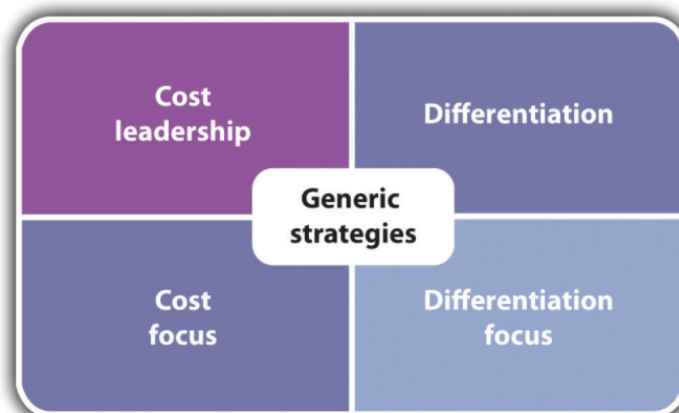 Cost
leadership
Differentiation
Generic
strategies
Cost
focus
Differentiation
focus